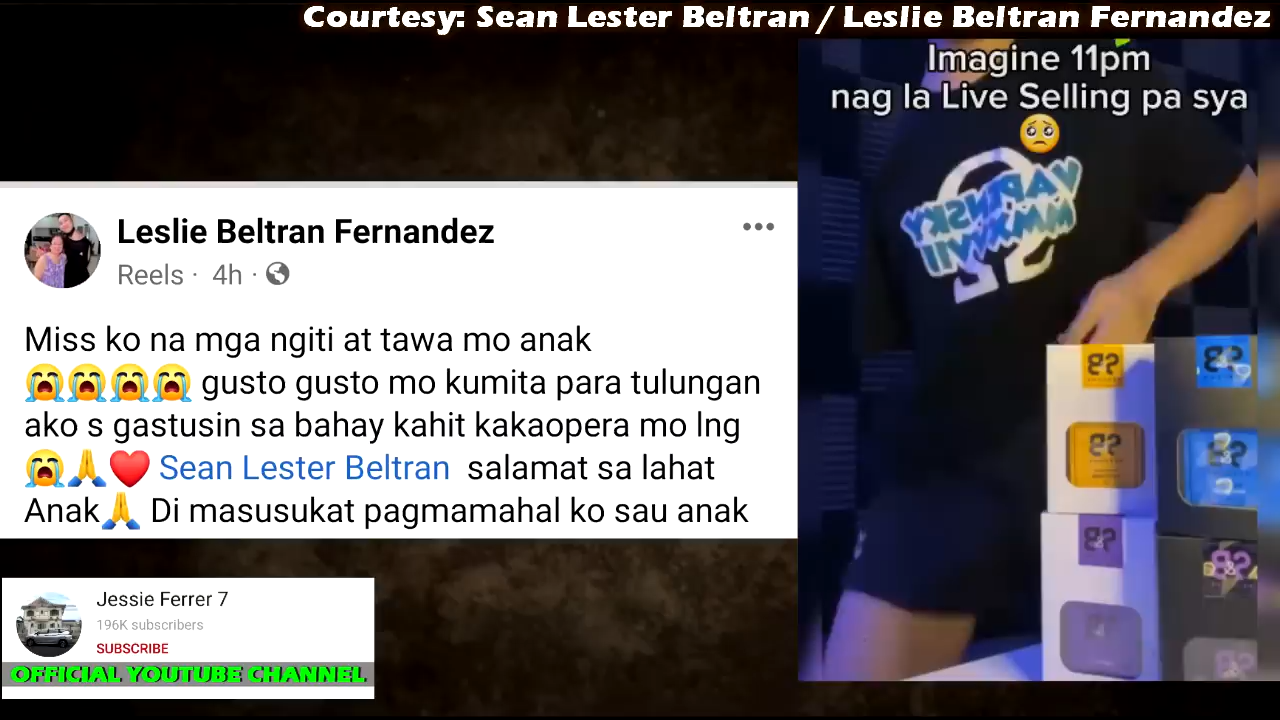 Courtesy: Sean Lester Beltran / Leslie Beltran Fernandez
Imagine 11pm
nag la Live Selling pa sya
🥺
Leslie Beltran Fernandez
Reels · 4h ·
Miss ko na mga ngiti at tawa mo anak
😭😭😭😭 gusto gusto mo kumita para tulungan
ako s gastusin sa bahay kahit kakaopera mo lng
😭🙏❤️ Sean Lester Beltran salamat sa lahat
Anak🙏 Di masusukat pagmamahal ko sau anak
Jessie Ferrer 7
196K subscribers
SUBSCRIBE
OFFICIAL YOUTUBE CHANNEL